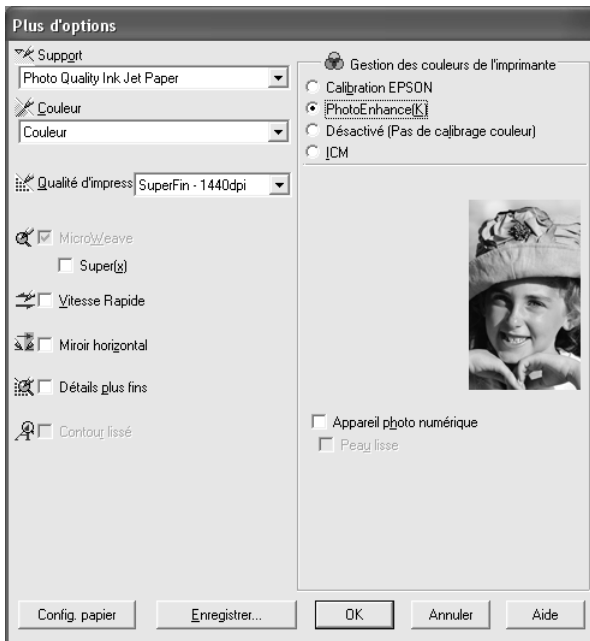 Plus d'options
Support
Photo Quality Ink Jet Paper
Couleur
Couleur
Qualité d'impress
SuperFin - 1440dpi
MicroWeave
Super(x)
Vitesse Rapide
Miroir horizontal
Détails plus fins
Contour lissé
Gestion des couleurs de l'imprimante
Calibration EPSON
PhotoEnhance(K)
Désactivé (Pas de calibrage couleur)
ICM
Appareil photo numérique
Peau lisse
Config. papier
Enregistrer...
OK
Annuler
Aide